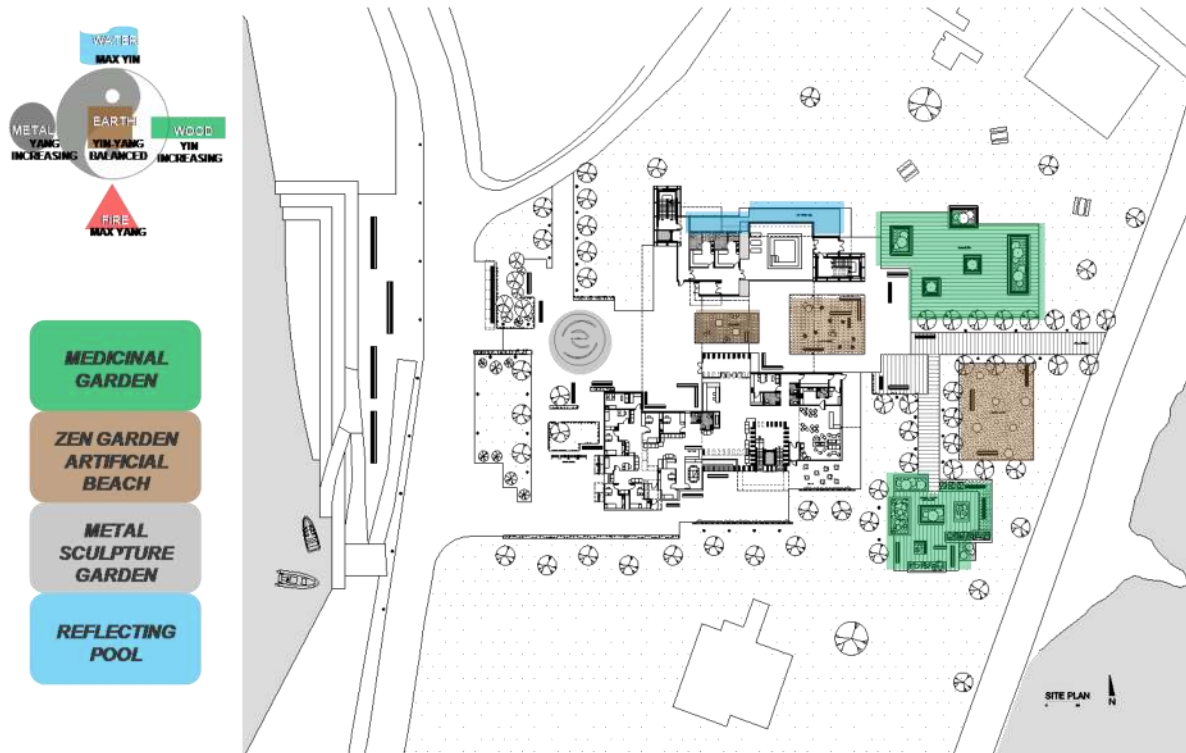 WATER
MAX YIN
METAL
YANG
INCREASING
EARTH
YIN-YANG
BALANCED
WOOD
YIN
INCREASING
FIRE
MAX YANG
MEDICINAL
GARDEN
ZEN GARDEN
ARTIFICIAL
BEACH
METAL
SCULPTURE
GARDEN
REFLECTING
POOL
SITE PLAN
N